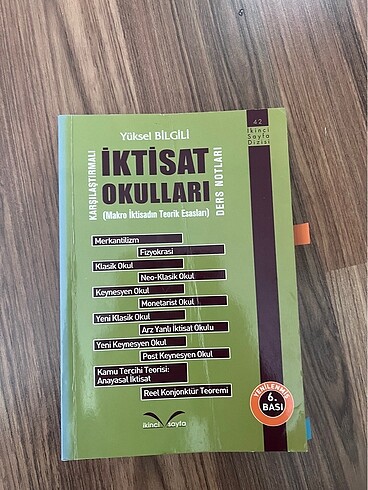 42
İkinci
Sayfa
Dizisi
Yüksel BİLGİLİ
KARŞILAŞTIRMALI
İKTİSAT
OKULLARI
(Makro İktisadın Teorik Esasları)
DERS NOTLARI
Merkantilizm
Fizyokrasi
Klasik Okul
Neo-Klasik Okul
Keynesyen Okul
Monetarist Okul
Yeni Klasik Okul
Arz Yanlı İktisat Okulu
Yeni Keynesyen Okul
Post Keynesyen Okul
Kamu Tercihi Teorisi:
Anayasal İktisat
Reel Konjonktür Teoremi
YENİLENMİŞ
6.
BASI
ikinci sayfa